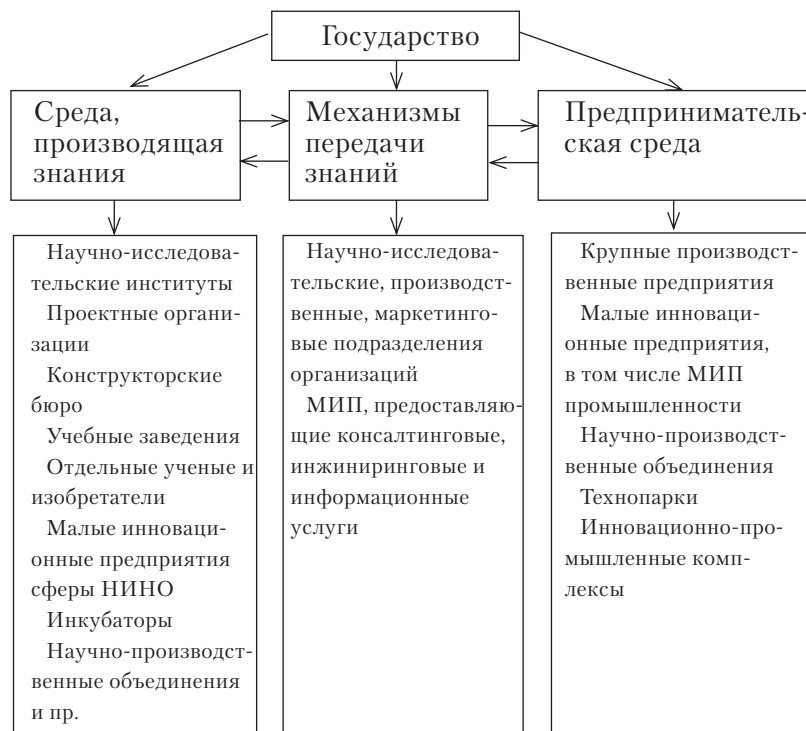 Государство
Среда,
производящая
знания
Механизмы
передачи
знаний
Предприниматель-
ская среда
Научно-исследова-
тельские институты
Проектные органи-
зации
Конструкторские
бюро
Учебные заведения
Отдельные ученые и
изобретатели
Малые инноваци-
онные предприятия
сферы НИНО
Инкубаторы
Научно-производст-
венные объединения
и пр.
Научно-исследова-
тельские, производст-
венные, маркетинго-
вые подразделения
организаций
МИП, предоставляю-
щие консалтинговые,
инжиниринговые и
информационные
услуги
Крупные производст-
венные предприятия
Малые инноваци-
онные предприятия,
в том числе МИП
промышленности
Научно-производст-
венные объединения
Технопарки
Инновационно-про-
мышленные комп-
лексы